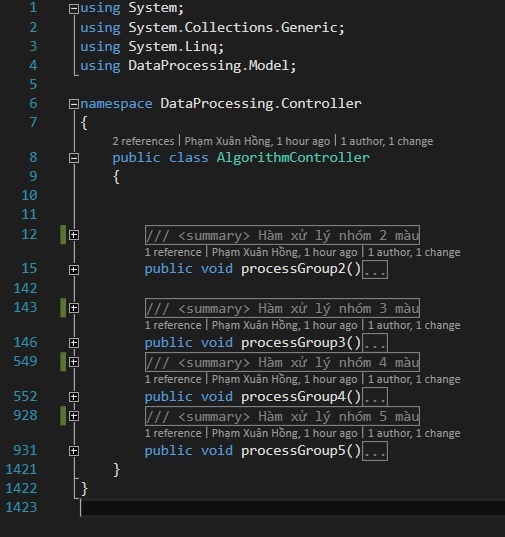 1 using System;
2 using System.Collections.Generic;
3 using System.Linq;
4 using DataProcessing.Model;
5
6 namespace DataProcessing.Controller
7 {
2 references | Phạm Xuân Hồng, 1 hour ago | 1 author, 1 change
8 public class AlgorithmController
9 {
10
11
12 /// <summary> Hàm xử lý nhóm 2 màu
1 reference | Phạm Xuân Hồng, 1 hour ago | 1 author, 1 change
15 public void processGroup2()...
142
143 /// <summary> Hàm xử lý nhóm 3 màu
1 reference | Phạm Xuân Hồng, 1 hour ago | 1 author, 1 change
146 public void processGroup3()...
549 /// <summary> Hàm xử lý nhóm 4 màu
1 reference | Phạm Xuân Hồng, 1 hour ago | 1 author, 1 change
552 public void processGroup4()...
928 /// <summary> Hàm xử lý nhóm 5 màu
1 reference | Phạm Xuân Hồng, 1 hour ago | 1 author, 1 change
931 public void processGroup5()...
1421 }
1422 }
1423